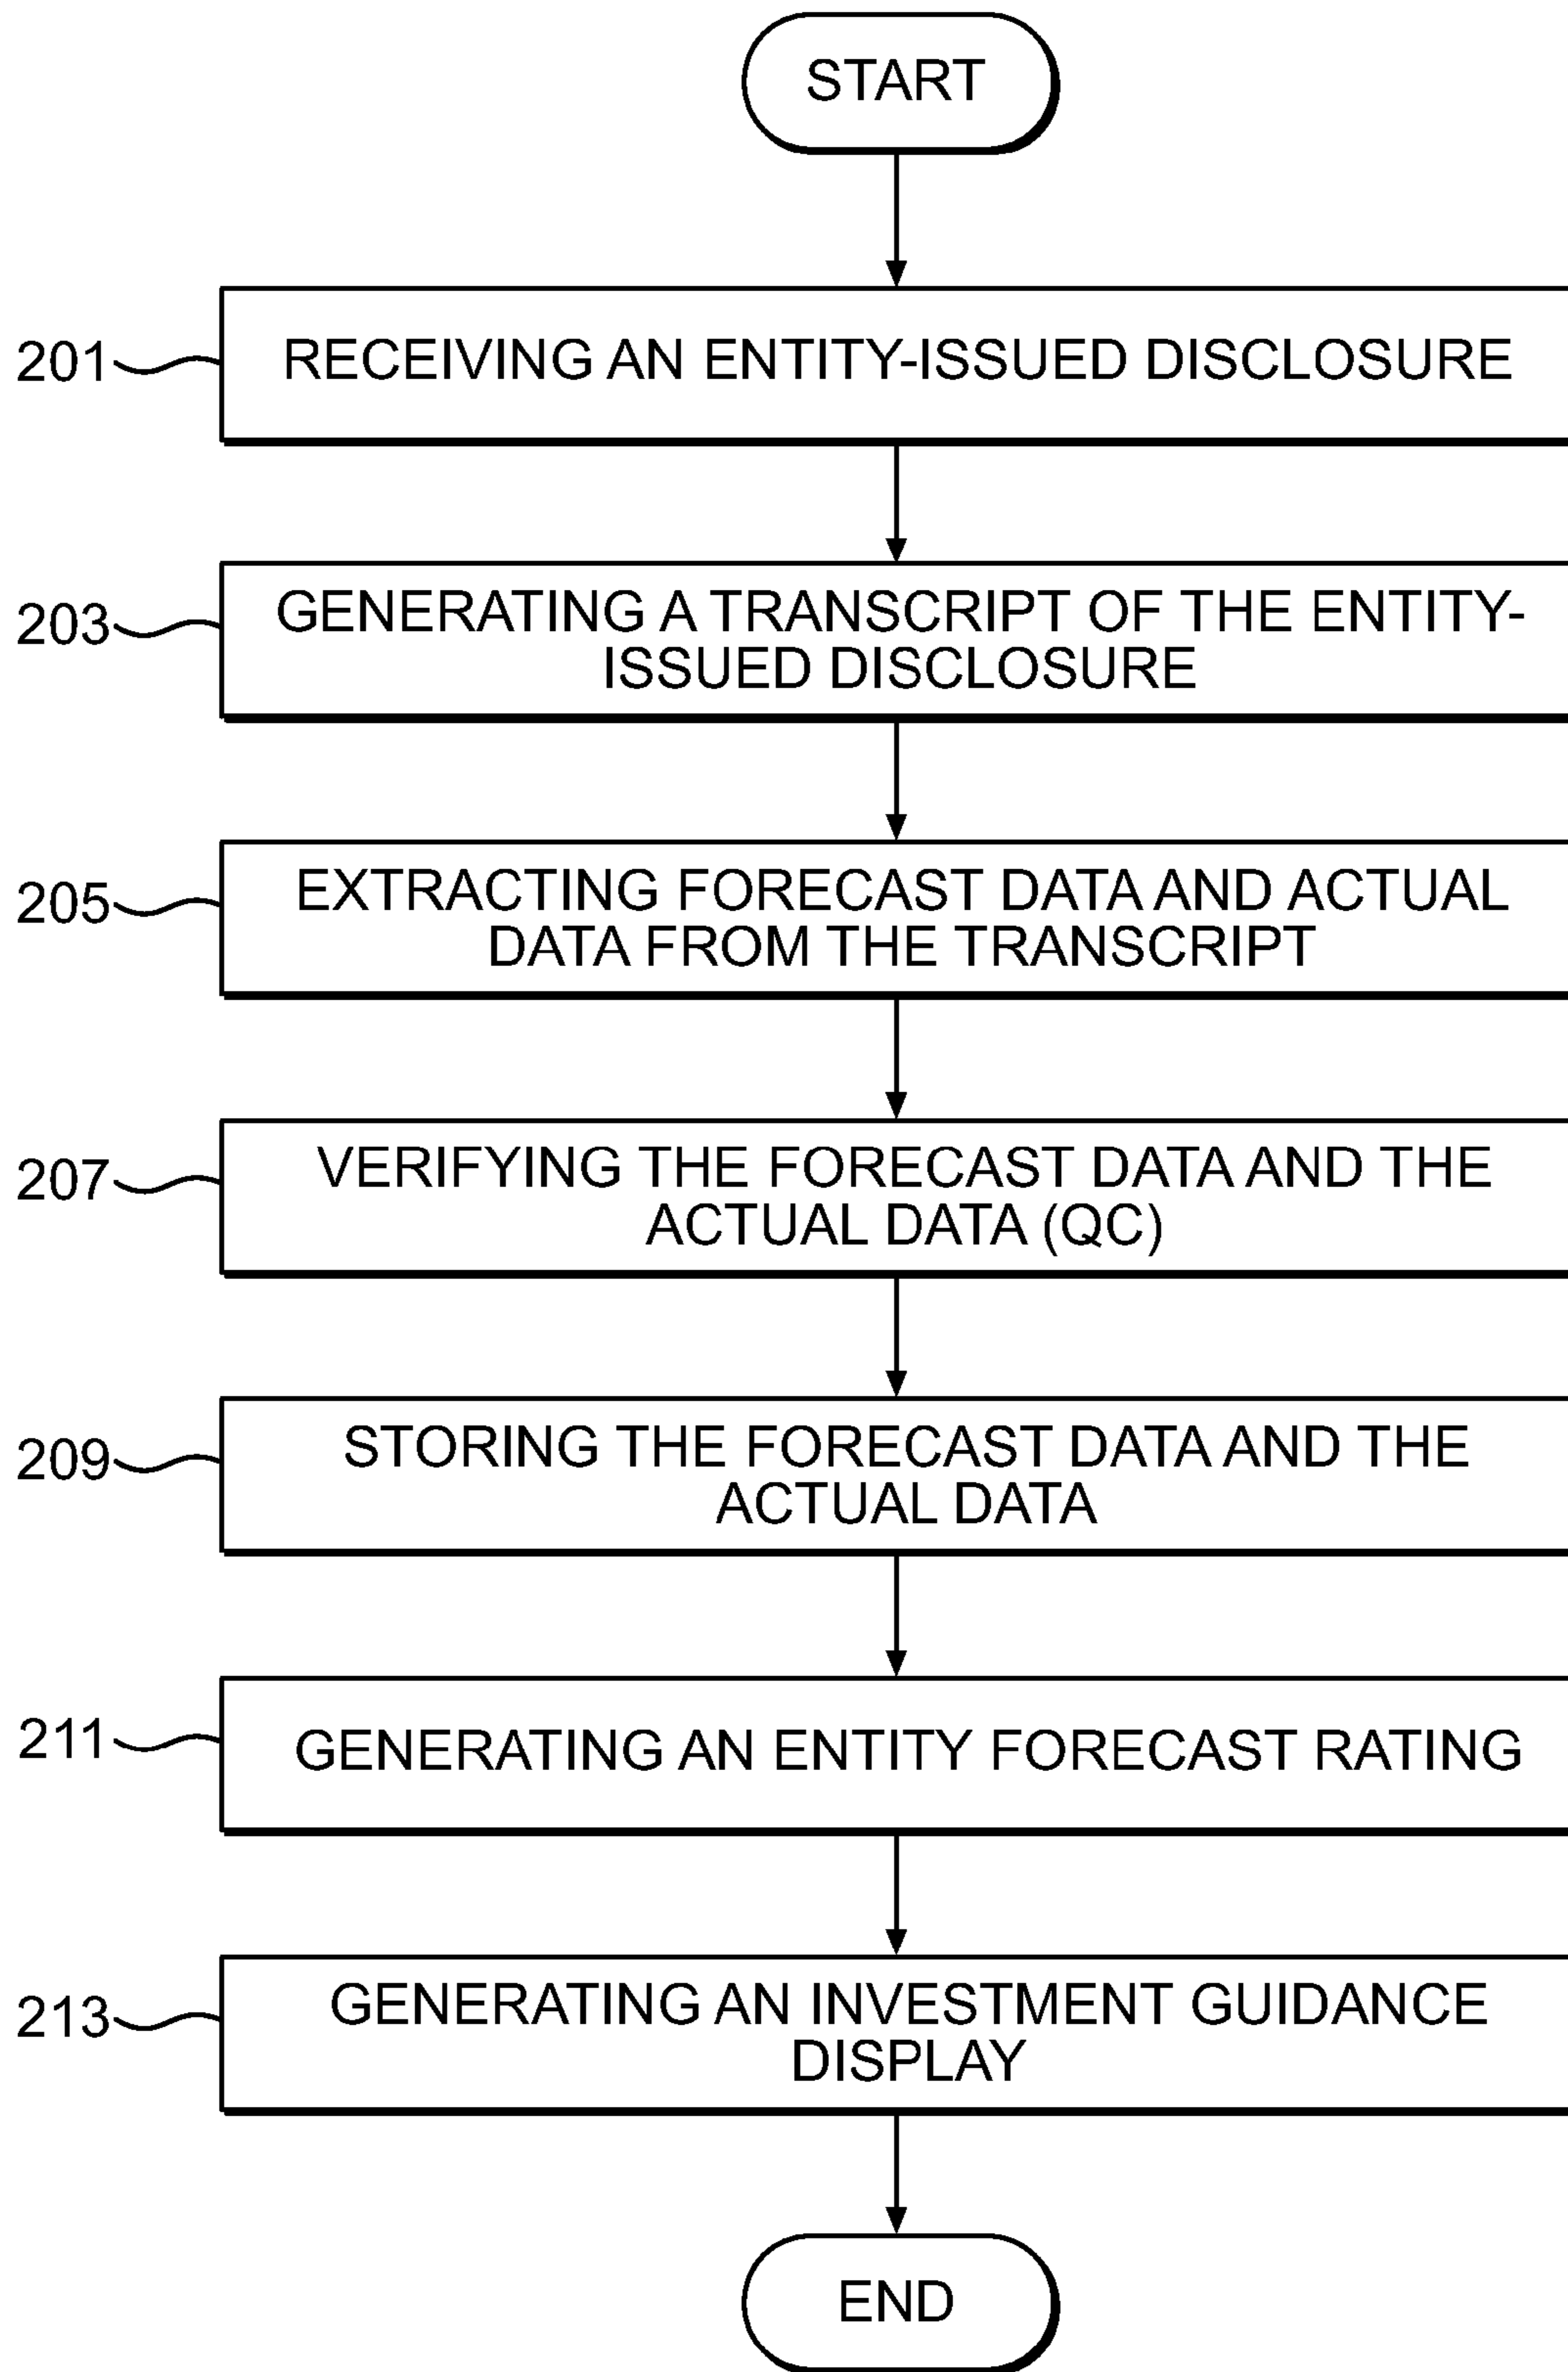 START
201
RECEIVING AN ENTITY-ISSUED DISCLOSURE
203
GENERATING A TRANSCRIPT OF THE ENTITY-
ISSUED DISCLOSURE
205
EXTRACTING FORECAST DATA AND ACTUAL
DATA FROM THE TRANSCRIPT
207
VERIFYING THE FORECAST DATA AND THE
ACTUAL DATA (QC)
209
STORING THE FORECAST DATA AND THE
ACTUAL DATA
211
GENERATING AN ENTITY FORECAST RATING
213
GENERATING AN INVESTMENT GUIDANCE
DISPLAY
END